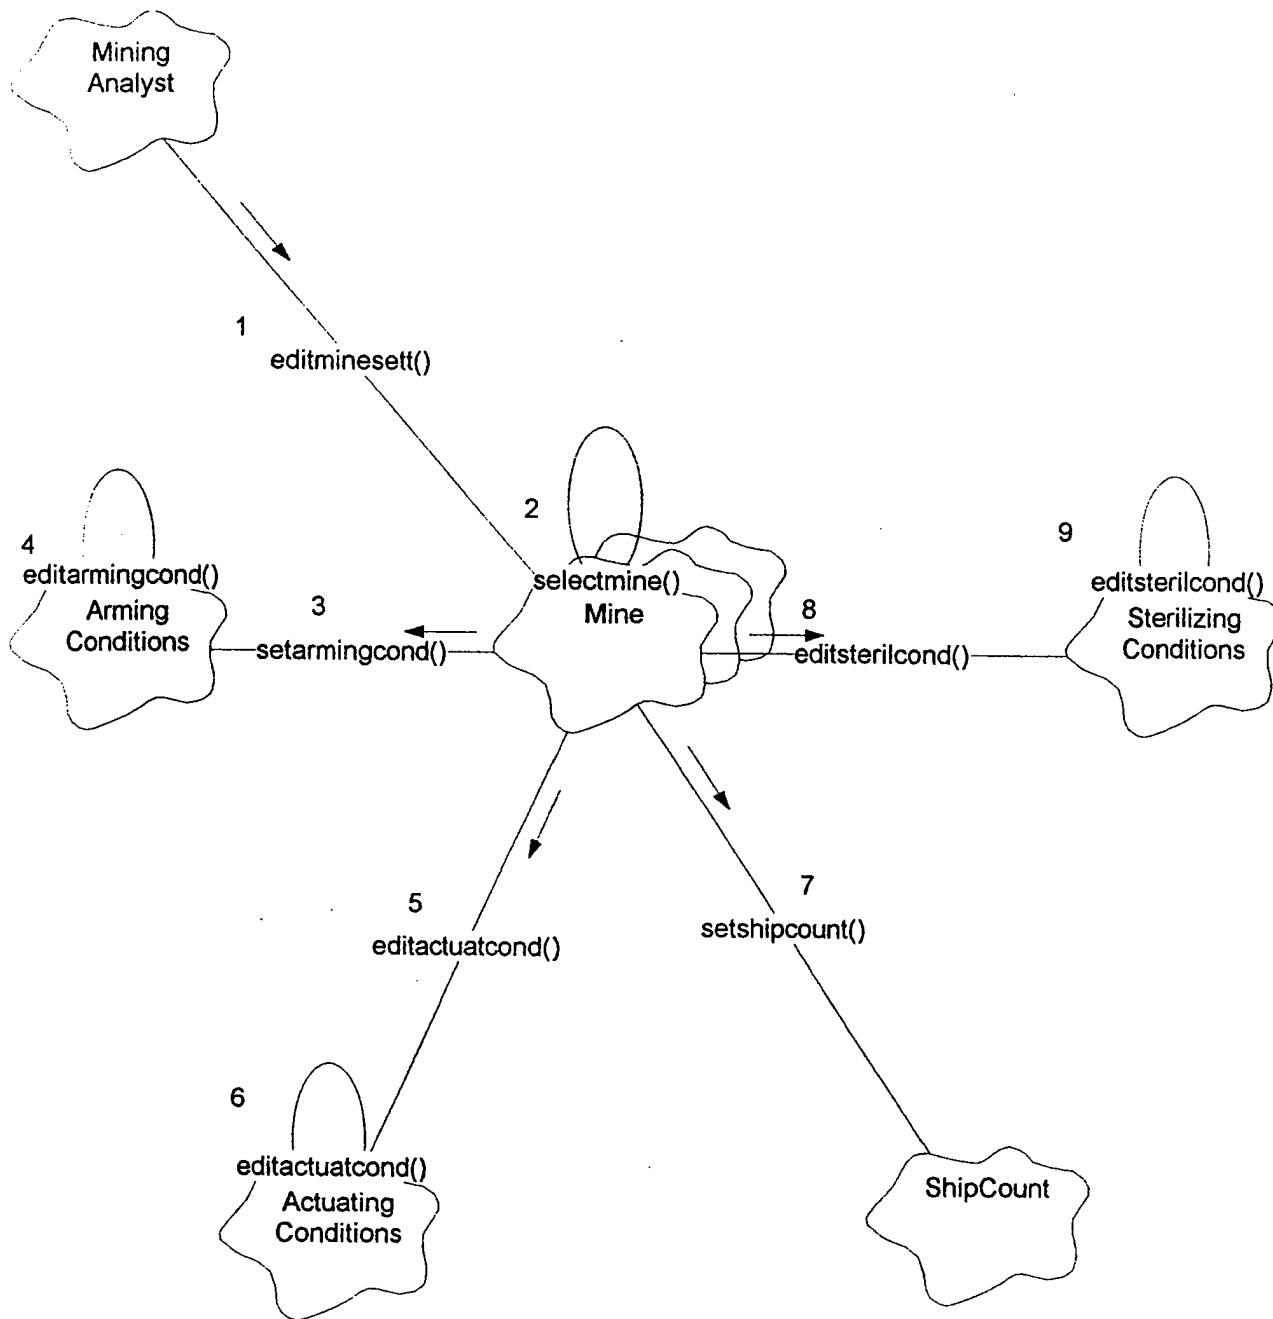 Mining
Analyst
1
editminesett()
2
selectmine()
Mine
4
editarmingcond()
Arming
Conditions
3
setarmingcond()
8
editsterilcond()
9
editsterilcond()
Sterilizing
Conditions
5
editactuatcond()
7
setshipcount()
6
editactuatcond()
Actuating
Conditions
ShipCount